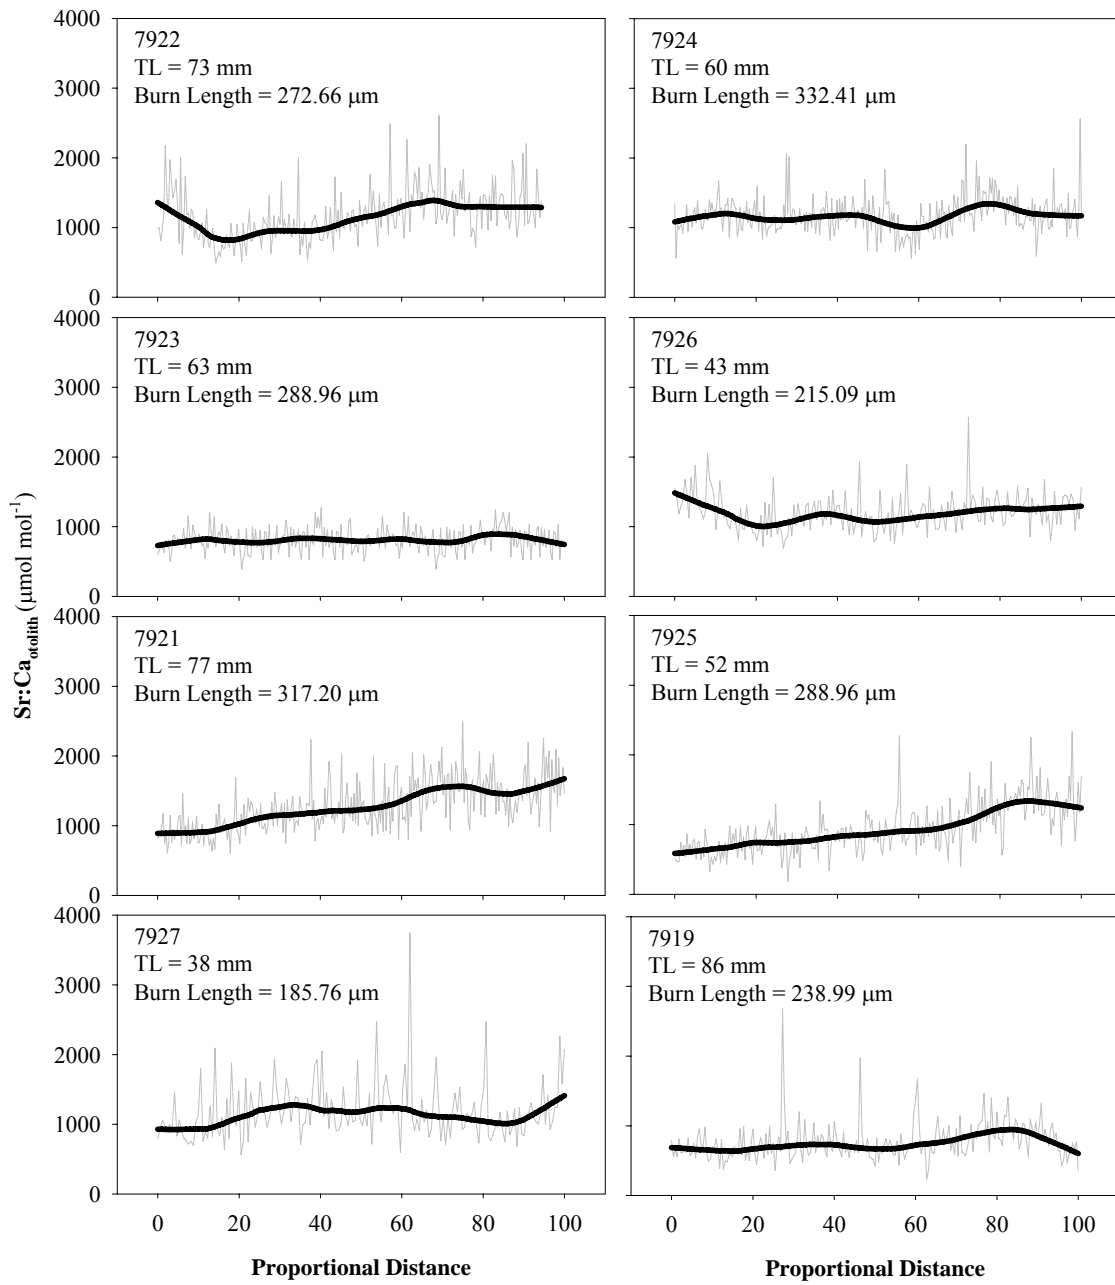 4000
3000
2000
1000
0
7922
TL = 73 mm
Burn Length = 272.66 μm
7924
TL = 60 mm
Burn Length = 332.41 μm
4000
3000
2000
1000
0
7923
TL = 63 mm
Burn Length = 288.96 μm
7926
TL = 43 mm
Burn Length = 215.09 μm
Sr:Ca otolith (μmol mol⁻¹)
4000
3000
2000
1000
0
7921
TL = 77 mm
Burn Length = 317.20 μm
7925
TL = 52 mm
Burn Length = 288.96 μm
4000
3000
2000
1000
0
7927
TL = 38 mm
Burn Length = 185.76 μm
7919
TL = 86 mm
Burn Length = 238.99 μm
0 20 40 60 80 100
0 20 40 60 80 100
Proportional Distance
Proportional Distance